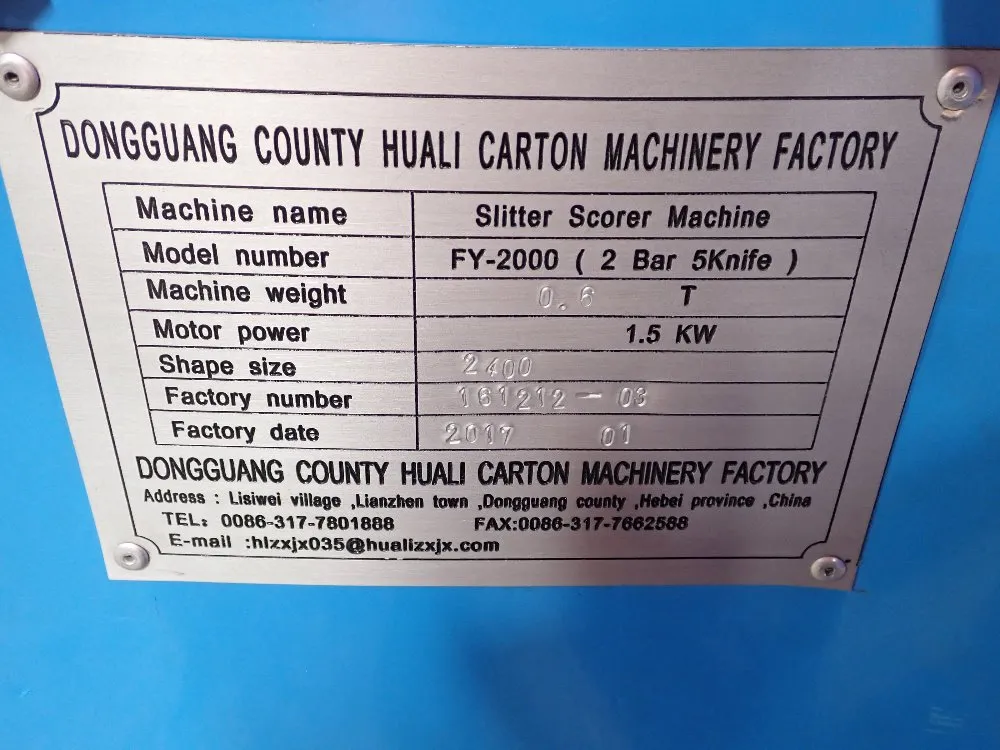 DONGGUANG COUNTY HUALI CARTON MACHINERY FACTORY
Machine name Slitter Scorer Machine
Model number FY-2000 ( 2 Bar 5Knife )
Machine weight 0.6 T
Motor power 1.5 KW
Shape size 2400
Factory number 161212-03
Factory date 2017 01
DONGGUANG COUNTY HUALI CARTON MACHINERY FACTORY
Address : Lisiwei village ,Lianzhen town ,Dongguang county ,Hebei province ,China
TEL: 0086-317-7801888 FAX:0086-317-7662588
E-mail :hlzxjx035@hualizxjx.com